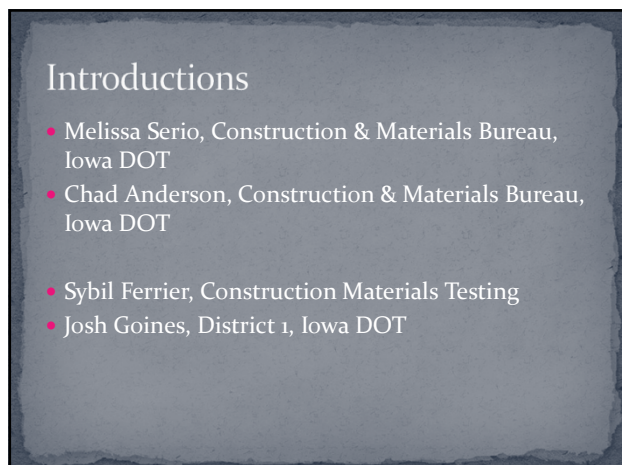 Introductions
• Melissa Serio, Construction & Materials Bureau,
Iowa DOT
• Chad Anderson, Construction & Materials Bureau,
Iowa DOT
• Sybil Ferrier, Construction Materials Testing
• Josh Goines, District 1, Iowa DOT